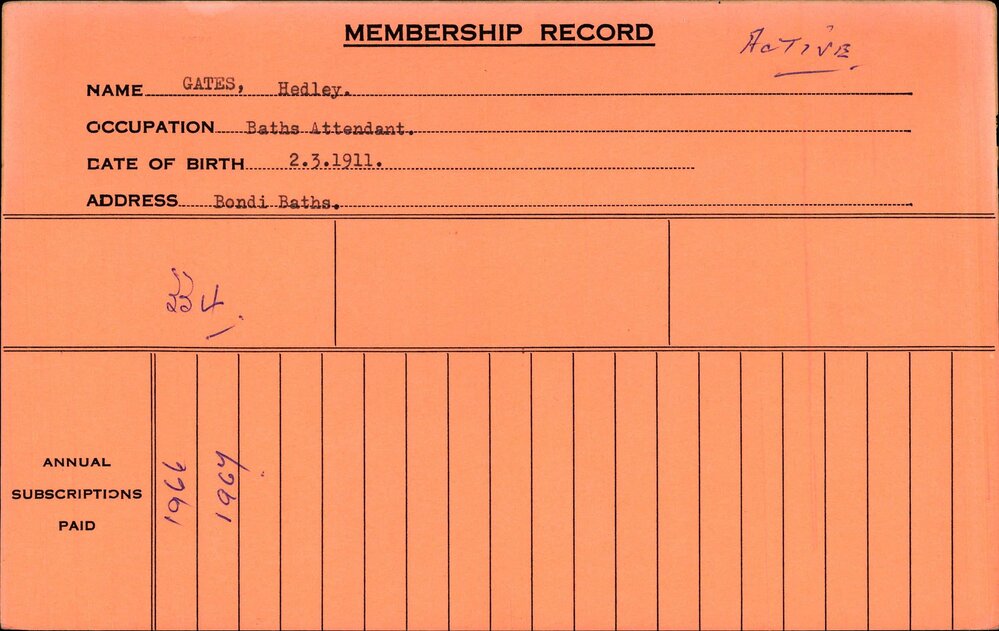 MEMBERSHIP RECORD
ACTIVE.
NAME GATES, Hedley.
OCCUPATION Baths Attendant.
DATE OF BIRTH 2.3.1911.
ADDRESS Bondi Baths.
334.
ANNUAL
SUBSCRIPTIONS
PAID
1966
1967